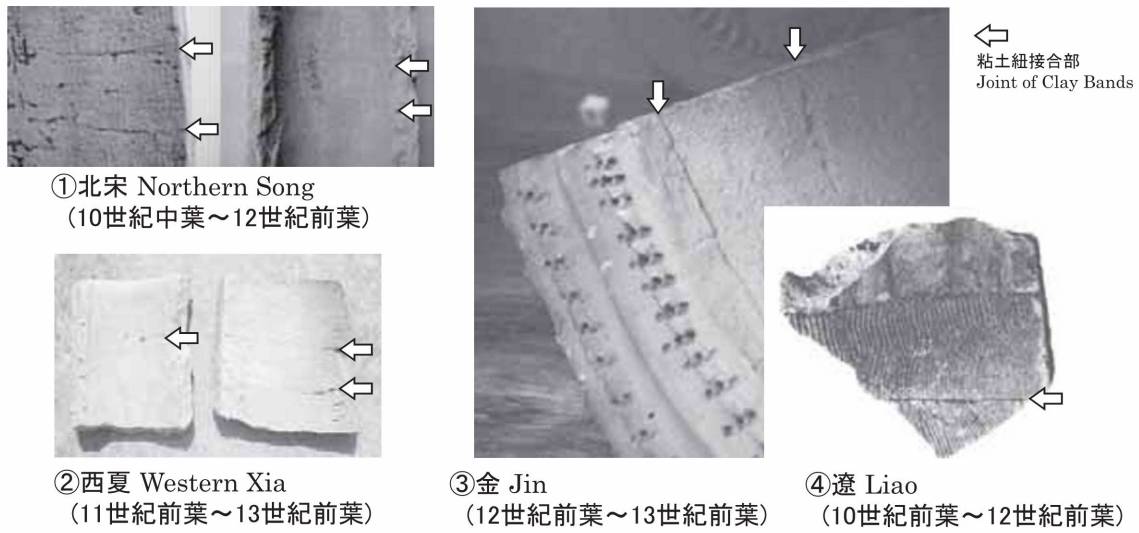 粘土紐接合部
Joint of Clay Bands
①北宋 Northern Song
(10世紀中葉～12世紀前葉)
②西夏 Western Xia
(11世紀前葉～13世紀前葉)
③金 Jin
(12世紀前葉～13世紀前葉)
④遼 Liao
(10世紀前葉～12世紀前葉)